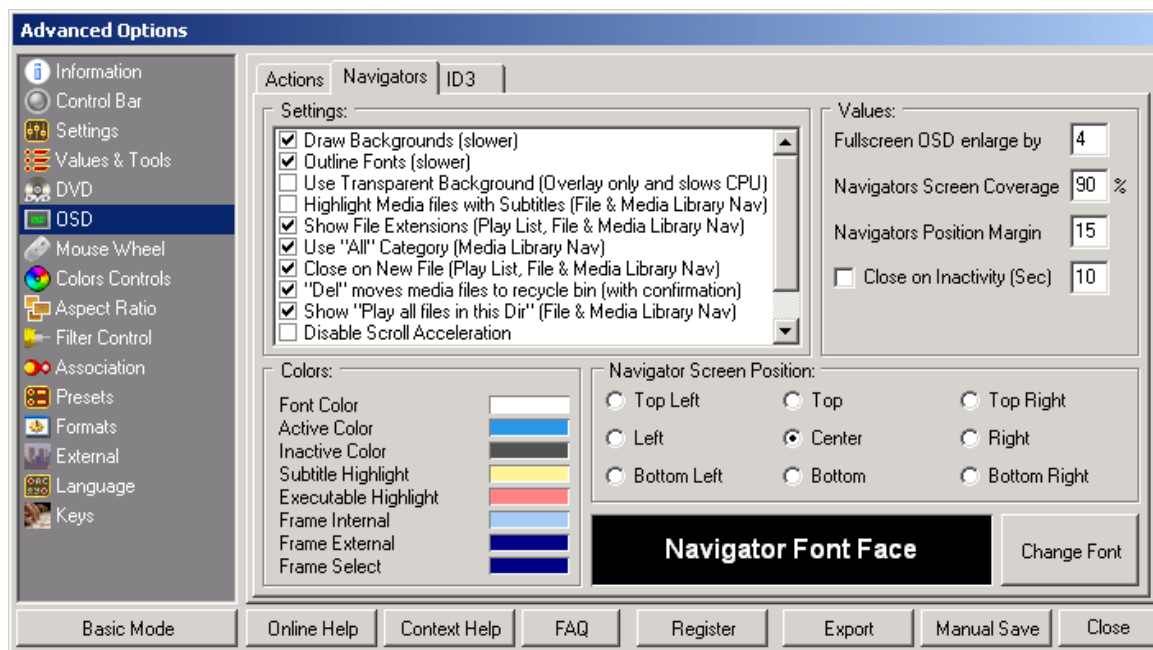 Advanced Options
Information
Control Bar
Settings
Values & Tools
DVD
OSD
Mouse Wheel
Colors Controls
Aspect Ratio
Filter Control
Association
Presets
Formats
External
Language
Keys
Actions Navigators ID3
Settings:
Draw Backgrounds (slower)
Outline Fonts (slower)
Use Transparent Background (Overlay only and slows CPU)
Highlight Media files with Subtitles (File & Media Library Nav)
Show File Extensions (Play List, File & Media Library Nav)
Use "All" Category (Media Library Nav)
Close on New File (Play List, File & Media Library Nav)
"Del" moves media files to recycle bin (with confirmation)
Show "Play all files in this Dir" (File & Media Library Nav)
Disable Scroll Acceleration
Values:
Fullscreen OSD enlarge by 4
Navigators Screen Coverage 90 %
Navigators Position Margin 15
Close on Inactivity (Sec) 10
Colors:
Font Color
Active Color
Inactive Color
Subtitle Highlight
Executable Highlight
Frame Internal
Frame External
Frame Select
Navigator Screen Position:
Top Left Top Top Right
Left Center Right
Bottom Left Bottom Bottom Right
Navigator Font Face
Change Font
Basic Mode Online Help Context Help FAQ Register Export Manual Save Close